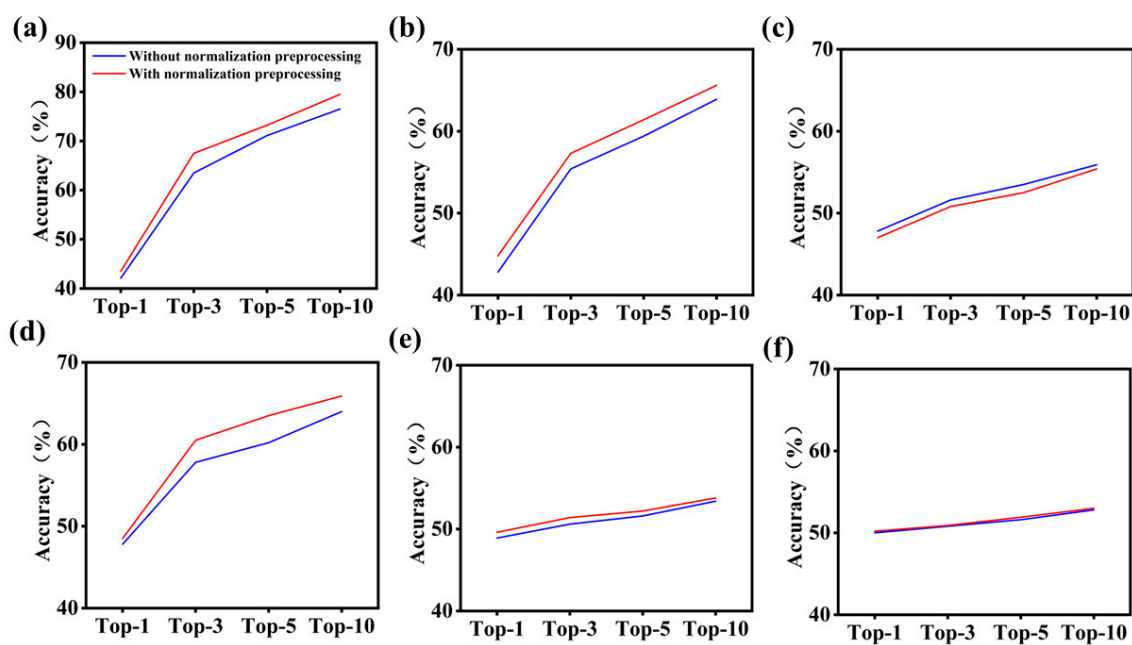 (a)
90
80
70
60
50
40
Accuracy（%）
Without normalization preprocessing
With normalization preprocessing
Top-1 Top-3 Top-5 Top-10
(b)
70
60
50
40
Accuracy（%）
Top-1 Top-3 Top-5 Top-10
(c)
70
60
50
40
Accuracy（%）
Top-1 Top-3 Top-5 Top-10
(d)
70
60
50
40
Accuracy（%）
Top-1 Top-3 Top-5 Top-10
(e)
70
60
50
40
Accuracy（%）
Top-1 Top-3 Top-5 Top-10
(f)
70
60
50
40
Accuracy（%）
Top-1 Top-3 Top-5 Top-10